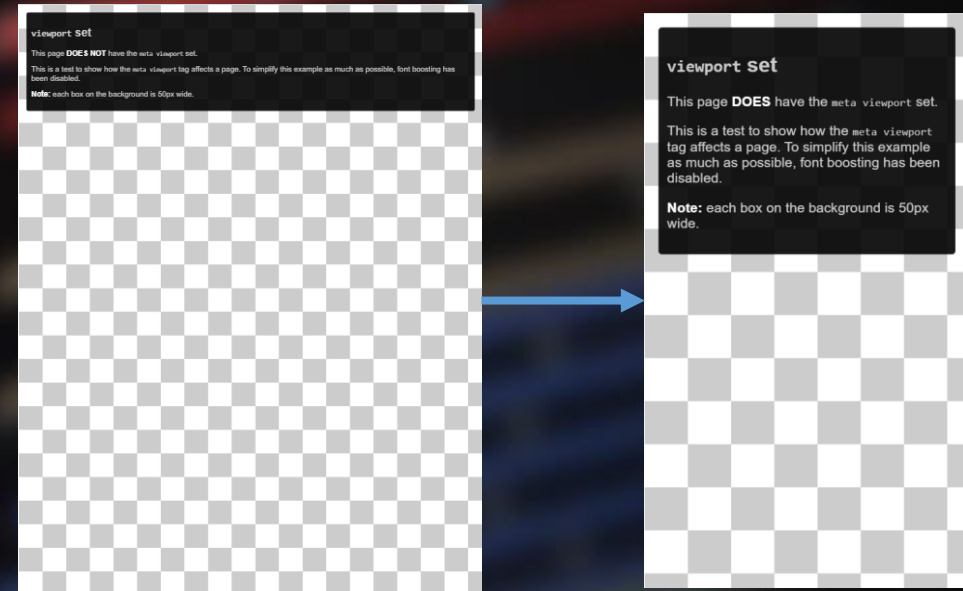 viewport set
This page DOES NOT have the meta viewport set.
This is a test to show how the meta viewport tag affects a page. To simplify this example as much as possible, font boosting has
been disabled.
Note: each box on the background is 50px wide.
viewport set
This page DOES have the meta viewport set.
This is a test to show how the meta viewport
tag affects a page. To simplify this example
as much as possible, font boosting has been
disabled.
Note: each box on the background is 50px
wide.